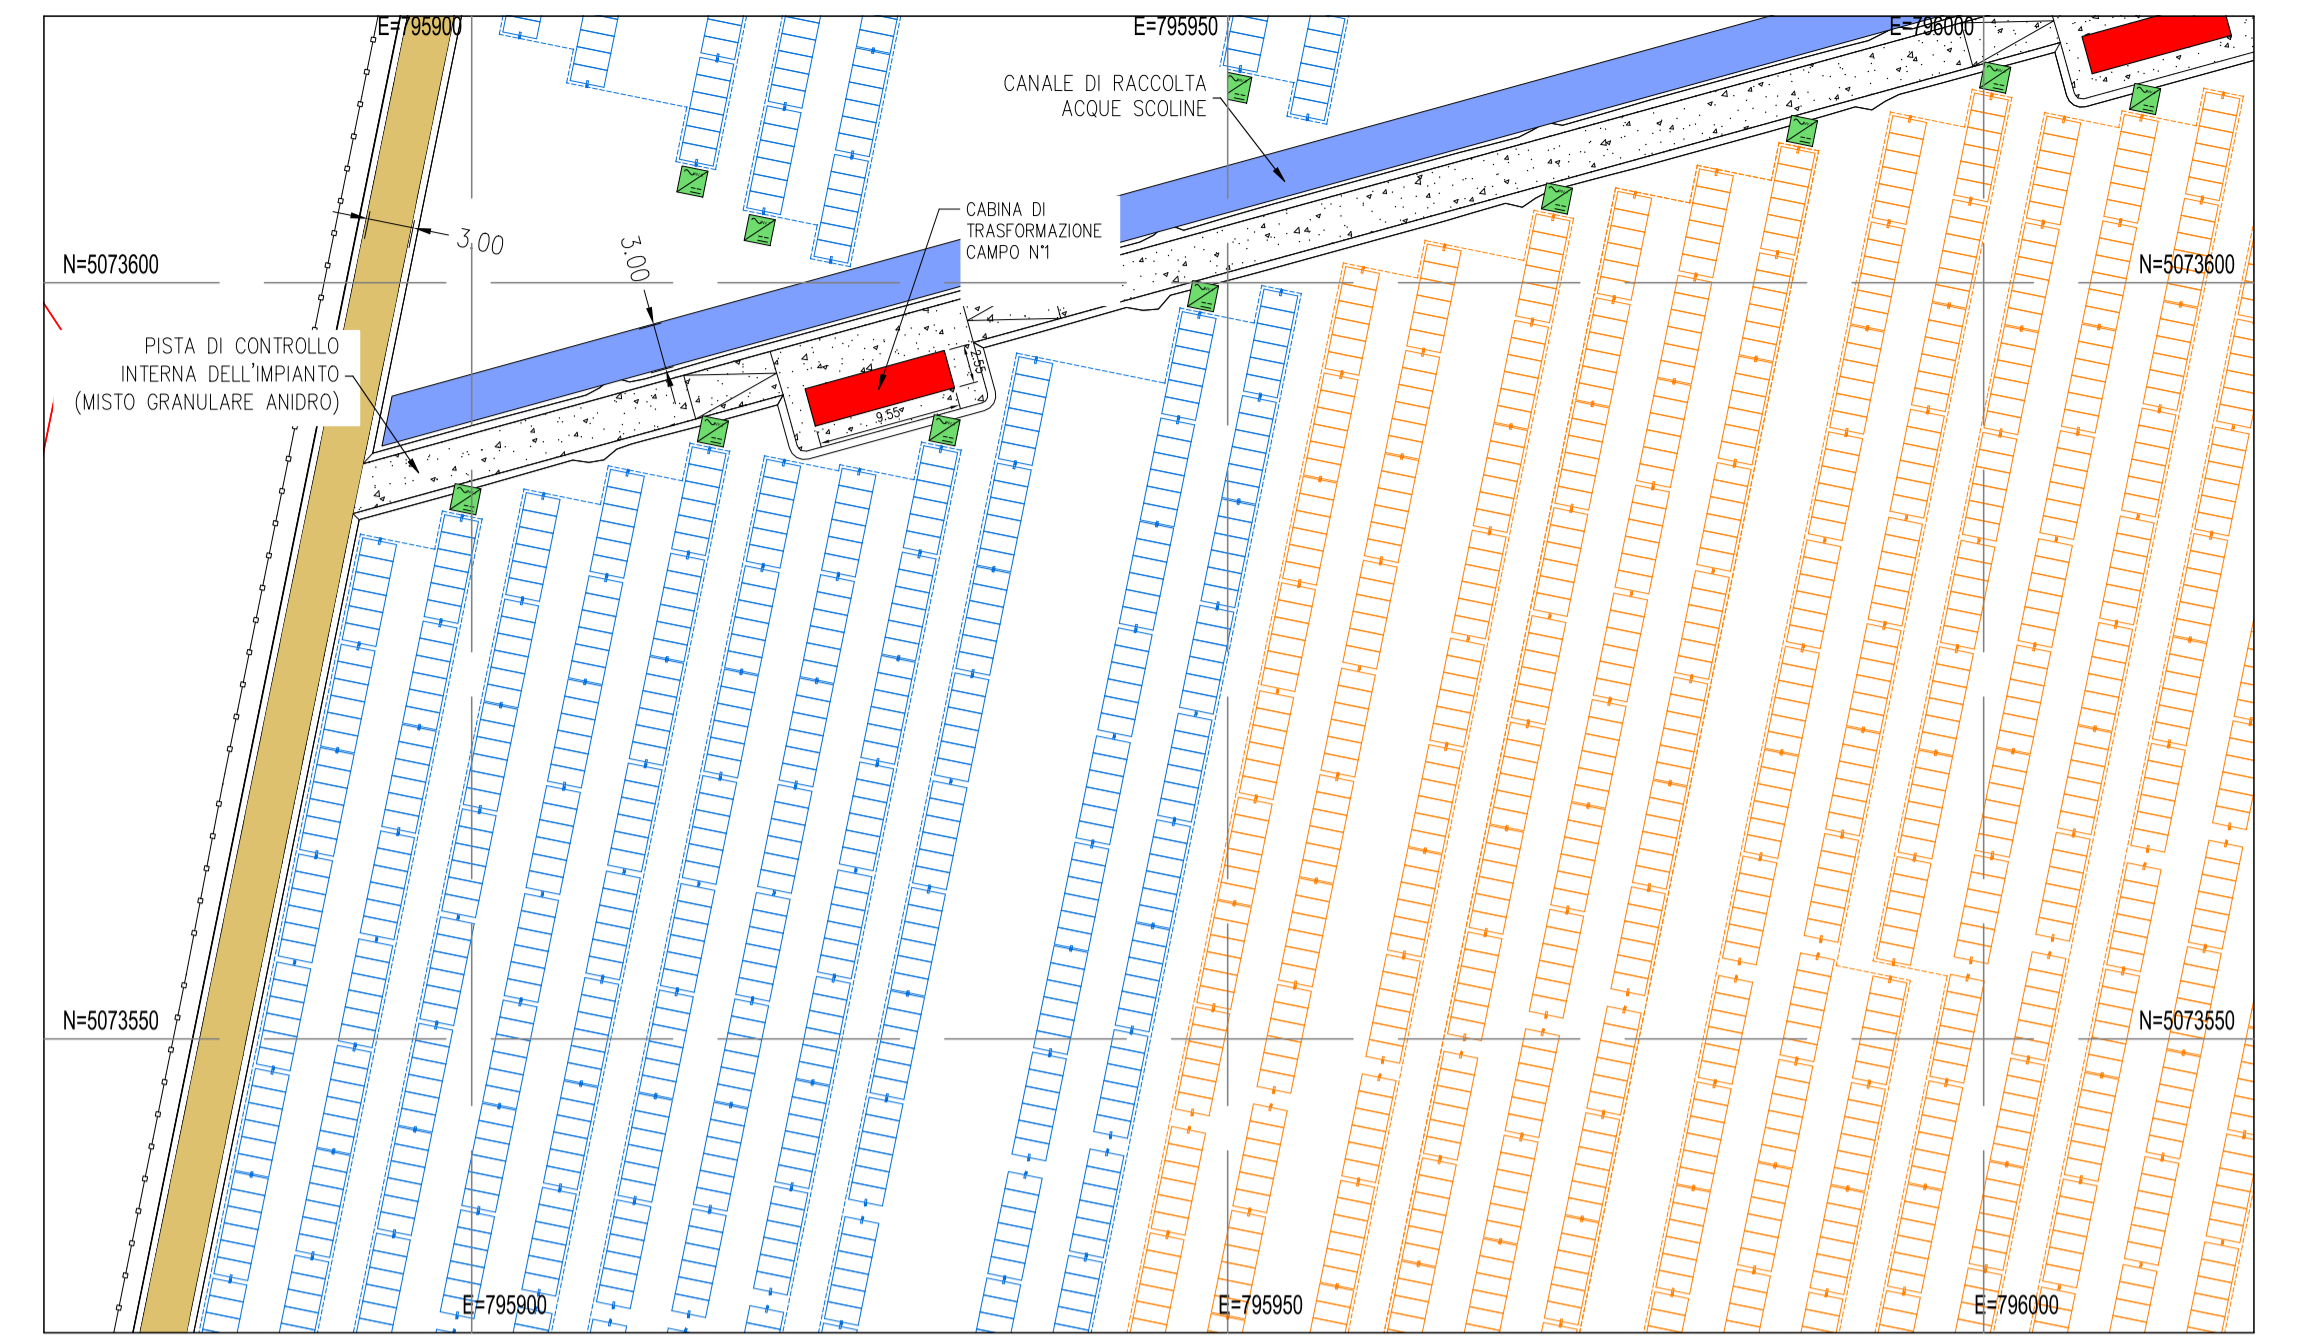 E=795900
E=795950
E=796000
CANALE DI RACCOLTA
ACQUE SCOLINE
CABINA DI
TRASFORMAZIONE
CAMPO N°1
3.00
3.00
N=5073600
N=5073600
PISTA DI CONTROLLO
INTERNA DELL'IMPIANTO
(MISTO GRANULARE ANIDRO)
2.55
9.55
N=5073550
N=5073550
E=795900
E=795950
E=796000